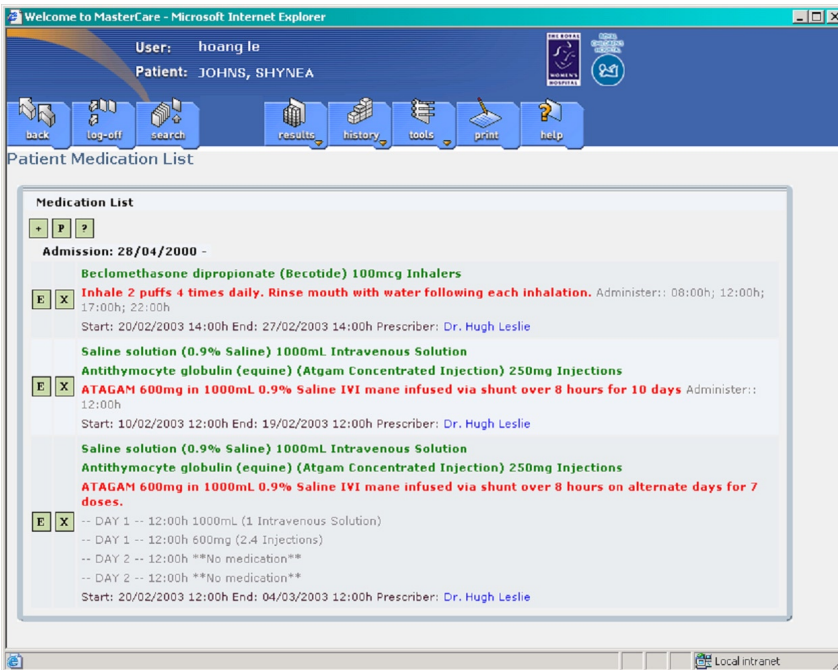 Welcome to MasterCare - Microsoft Internet Explorer
User: hoang le
Patient: JOHNS, SHYNEA
THE ROYAL
WOMEN'S
HOSPITAL
ROYAL
CHILDREN'S
HOSPITAL
back log-off search results history tools print help
Patient Medication List
Medication List
+ P ?
Admission: 28/04/2000 -
Beclomethasone dipropionate (Becotide) 100mcg Inhalers
E X Inhale 2 puffs 4 times daily. Rinse mouth with water following each inhalation. Administer:: 08:00h; 12:00h;
17:00h; 22:00h
Start: 20/02/2003 14:00h End: 27/02/2003 14:00h Prescriber: Dr. Hugh Leslie
Saline solution (0.9% Saline) 1000mL Intravenous Solution
Antithymocyte globulin (equine) (Atgam Concentrated Injection) 250mg Injections
E X ATAGAM 600mg in 1000mL 0.9% Saline IVI mane infused via shunt over 8 hours for 10 days Administer::
12:00h
Start: 10/02/2003 12:00h End: 19/02/2003 12:00h Prescriber: Dr. Hugh Leslie
Saline solution (0.9% Saline) 1000mL Intravenous Solution
Antithymocyte globulin (equine) (Atgam Concentrated Injection) 250mg Injections
ATAGAM 600mg in 1000mL 0.9% Saline IVI mane infused via shunt over 8 hours on alternate days for 7
doses.
E X -- DAY 1 -- 12:00h 1000mL (1 Intravenous Solution)
-- DAY 1 -- 12:00h 600mg (2.4 Injections)
-- DAY 2 -- 12:00h **No medication**
-- DAY 2 -- 12:00h **No medication**
Start: 20/02/2003 12:00h End: 04/03/2003 12:00h Prescriber: Dr. Hugh Leslie
Local intranet